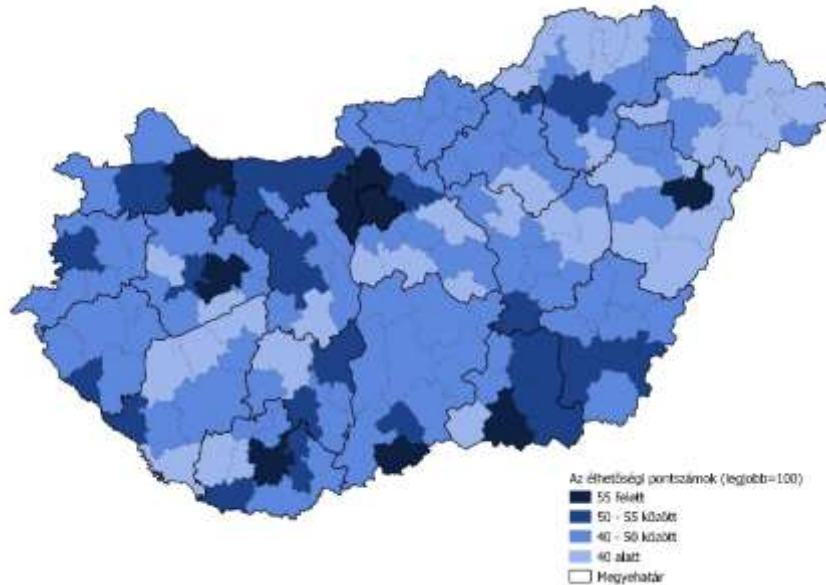 Az élhetőségi pontszámok (legjobb=100)
55 felett
50 - 55 között
40 - 50 között
40 alatt
Megyehatár